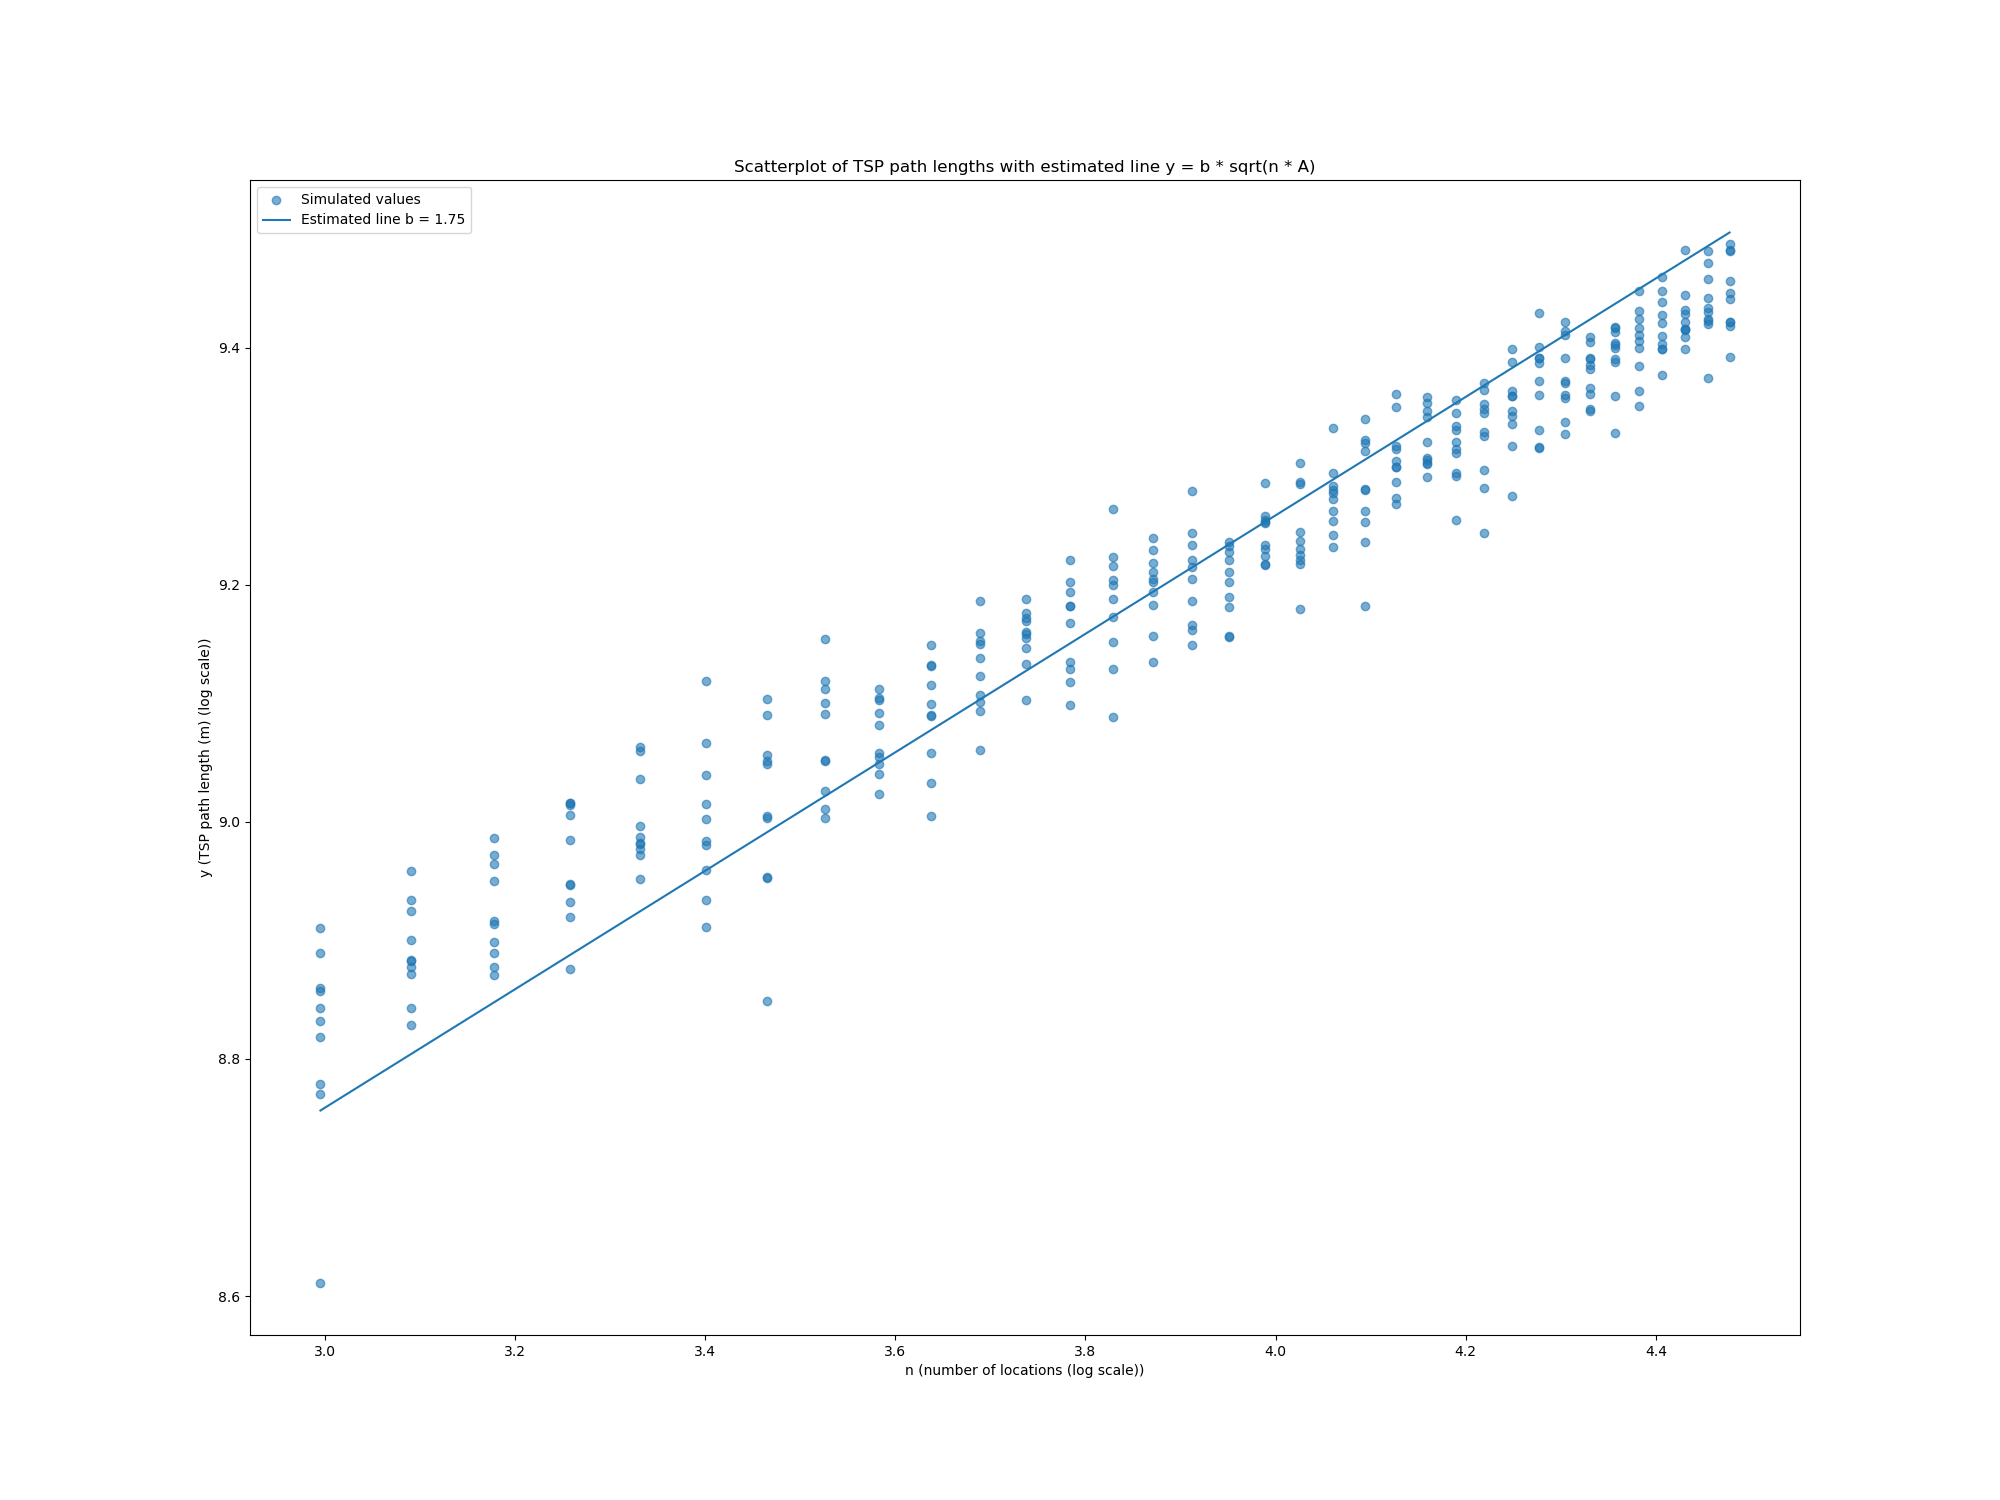 Scatterplot of TSP path lengths with estimated line y = b * sqrt(n * A)
Simulated values
Estimated line b = 1.75
y (TSP path length (m) (log scale))
9.4
9.2
9.0
8.8
8.6
3.0 3.2 3.4 3.6 3.8 4.0 4.2 4.4
n (number of locations (log scale))